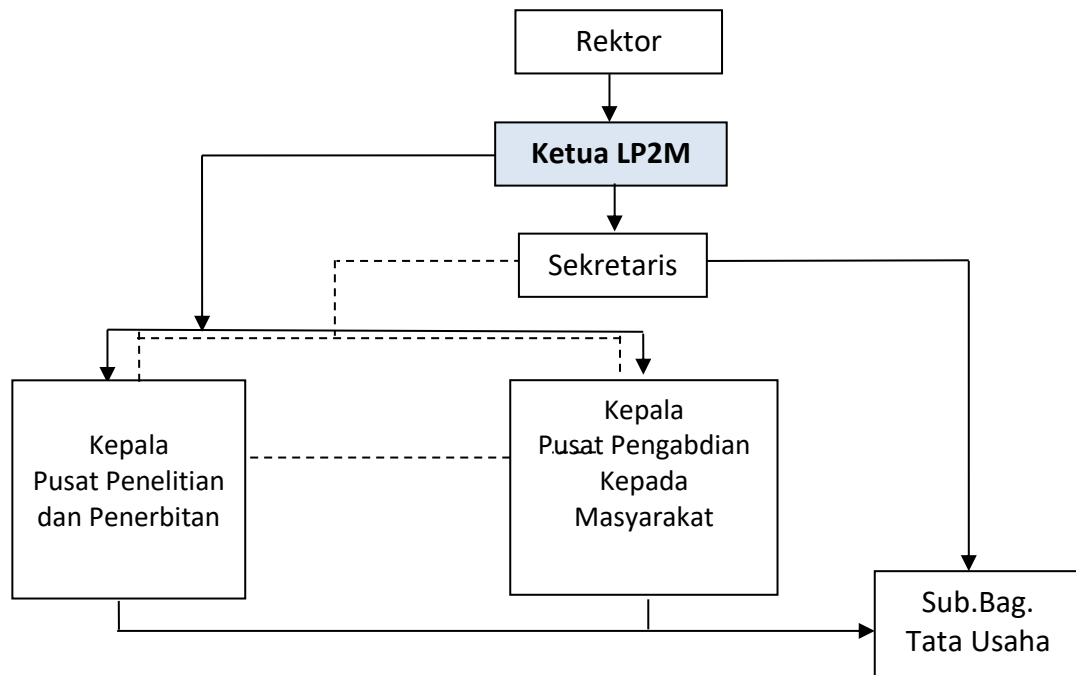 Rektor
Ketua LP2M
Sekretaris
Kepala
Pusat Penelitian
dan Penerbitan
Kepala
Pusat Pengabdian
Kepada
Masyarakat
Sub.Bag.
Tata Usaha